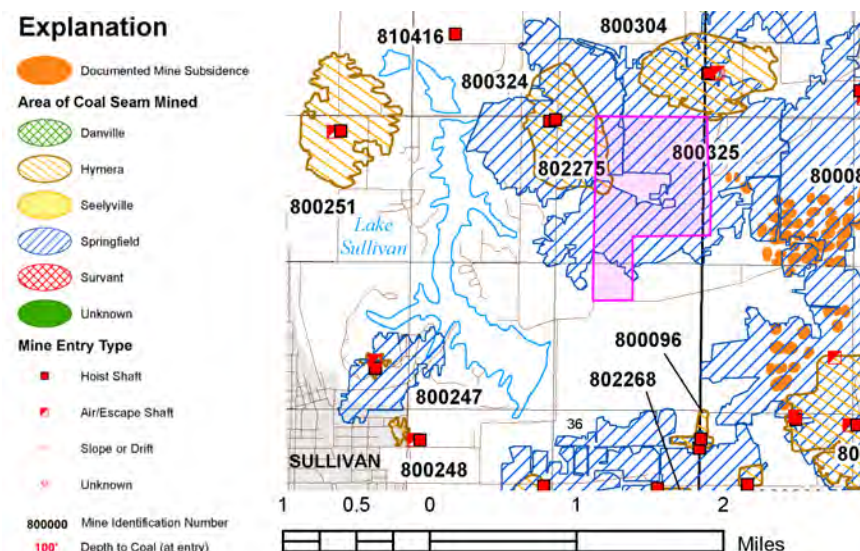 Explanation
Documented Mine Subsidence
Area of Coal Seam Mined
Danville
Hymera
Seelyville
Springfield
Survant
Unknown
Mine Entry Type
Hoist Shaft
Air/Escape Shaft
Slope or Drift
Unknown
800000 Mine Identification Number
100' Depth to Coal (at entry)
810416
800304
800324
802275
800325
80008
800251
Lake
Sullivan
800096
802268
800247
36
SULLIVAN
800248
80
1 0.5 0 1 2
Miles